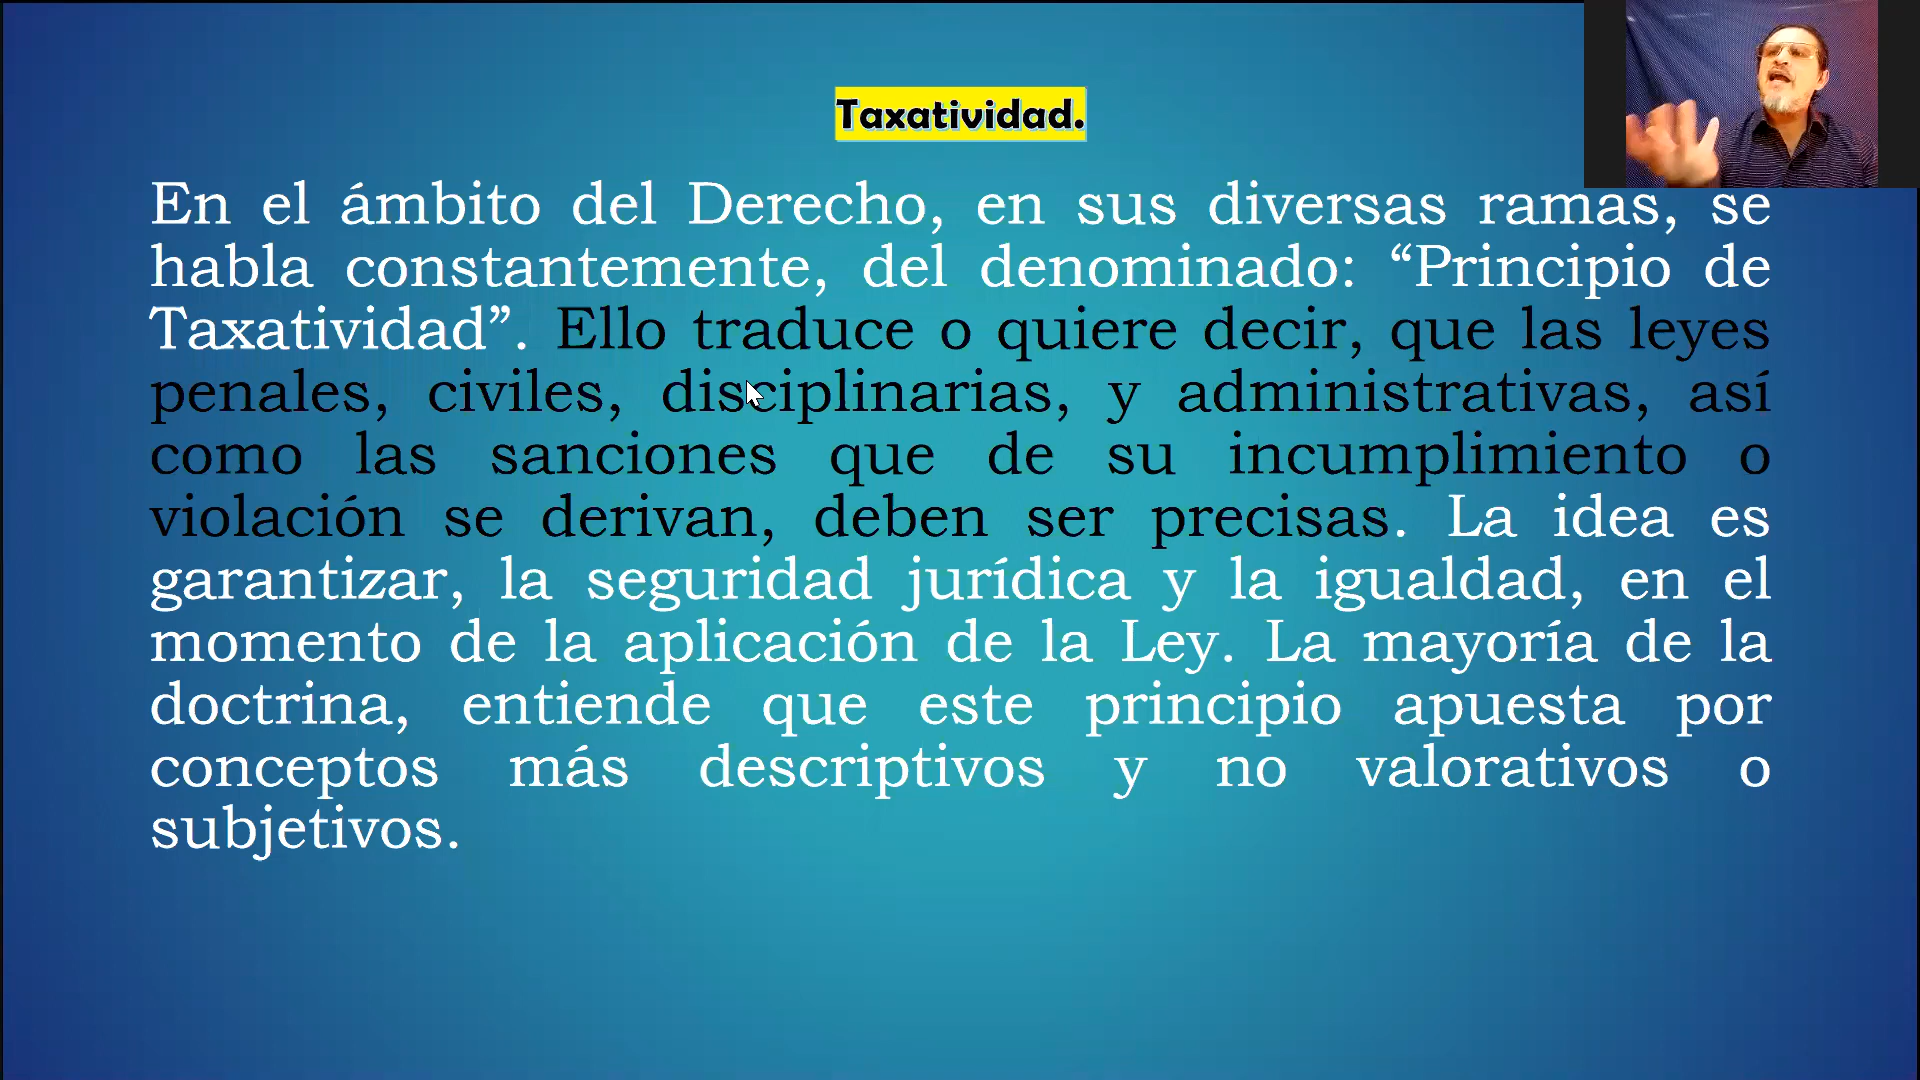 Taxatividad.
En el ámbito del Derecho, en sus diversas ramas, se
habla constantemente, del denominado: “Principio de
Taxatividad”. Ello traduce o quiere decir, que las leyes
penales, civiles, disciplinarias, y administrativas, así
como las sanciones que de su incumplimiento o
violación se derivan, deben ser precisas. La idea es
garantizar, la seguridad jurídica y la igualdad, en el
momento de la aplicación de la Ley. La mayoría de la
doctrina, entiende que este principio apuesta por
conceptos más descriptivos y no valorativos o
subjetivos.